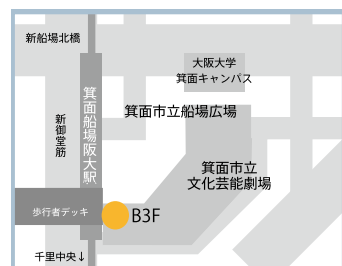 新船場北橋
大阪大学
箕面キャンパス
箕面船場阪大駅
箕面市立船場広場
新御堂筋
箕面市立
文化芸能劇場
歩行者デッキ
B3F
千里中央↓